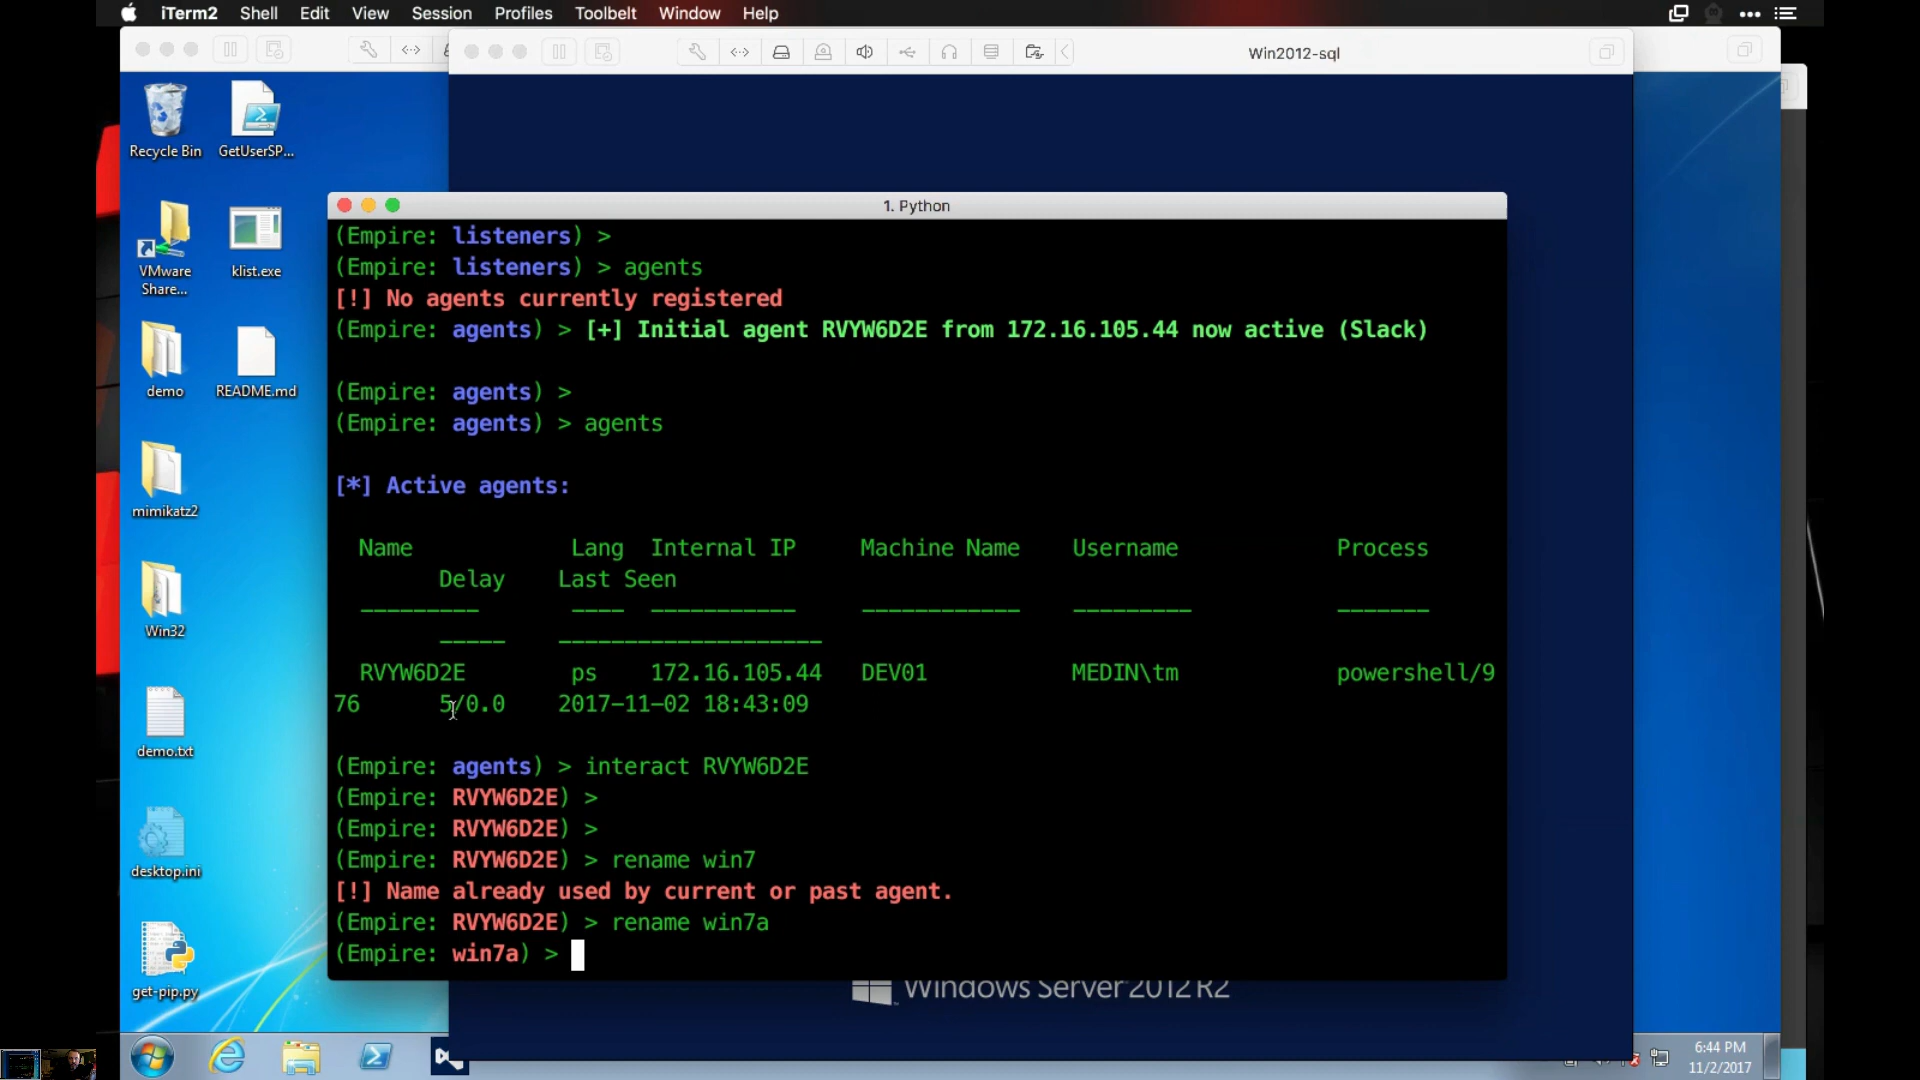 iTerm2 Shell Edit View Session Profiles Toolbelt Window Help
Win2012-sql
Recycle Bin
GetUserSP...
VMware
Share...
klist.exe
demo
README.md
mimikatz2
Win32
demo.txt
desktop.ini
get-pip.py
1. Python
(Empire: listeners) >
(Empire: listeners) > agents
[!] No agents currently registered
(Empire: agents) > [+] Initial agent RVYW6D2E from 172.16.105.44 now active (Slack)
(Empire: agents) >
(Empire: agents) > agents
[*] Active agents:
Name Lang Internal IP Machine Name Username Process
Delay Last Seen
--------- ---- ----------- ------------ --------- -------
----- --------------------
RVYW6D2E ps 172.16.105.44 DEV01 MEDIN\tm powershell/9
76 5/0.0 2017-11-02 18:43:09
(Empire: agents) > interact RVYW6D2E
(Empire: RVYW6D2E) >
(Empire: RVYW6D2E) >
(Empire: RVYW6D2E) > rename win7
[!] Name already used by current or past agent.
(Empire: RVYW6D2E) > rename win7a
(Empire: win7a) >
Windows Server 2012 R2
6:44 PM
11/2/2017